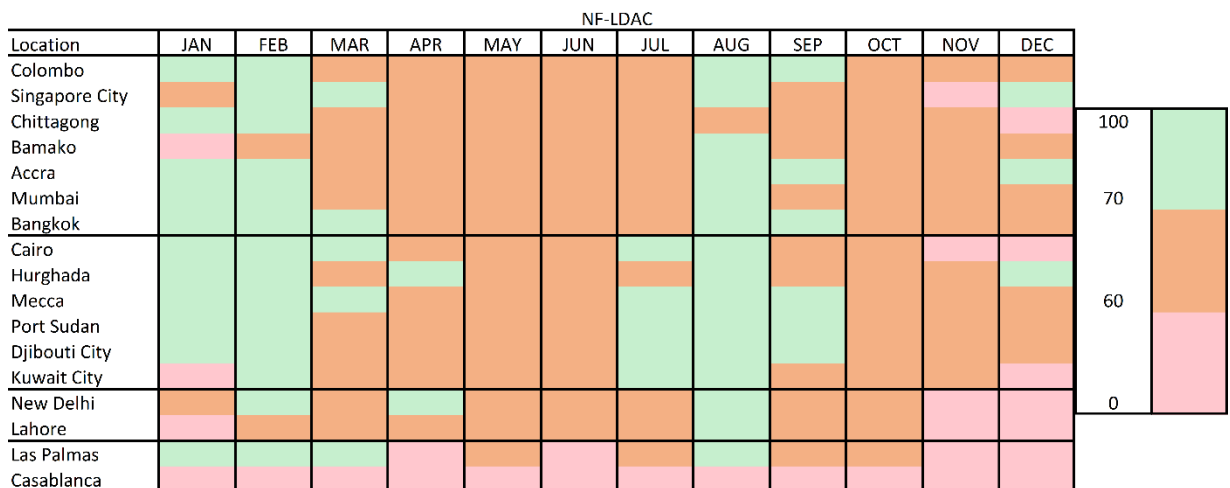 NF-LDAC
Location JAN FEB MAR APR MAY JUN JUL AUG SEP OCT NOV DEC
Colombo
Singapore City
Chittagong
Bamako
Accra
Mumbai
Bangkok
Cairo
Hurghada
Mecca
Port Sudan
Djibouti City
Kuwait City
New Delhi
Lahore
Las Palmas
Casablanca
100
70
60
0